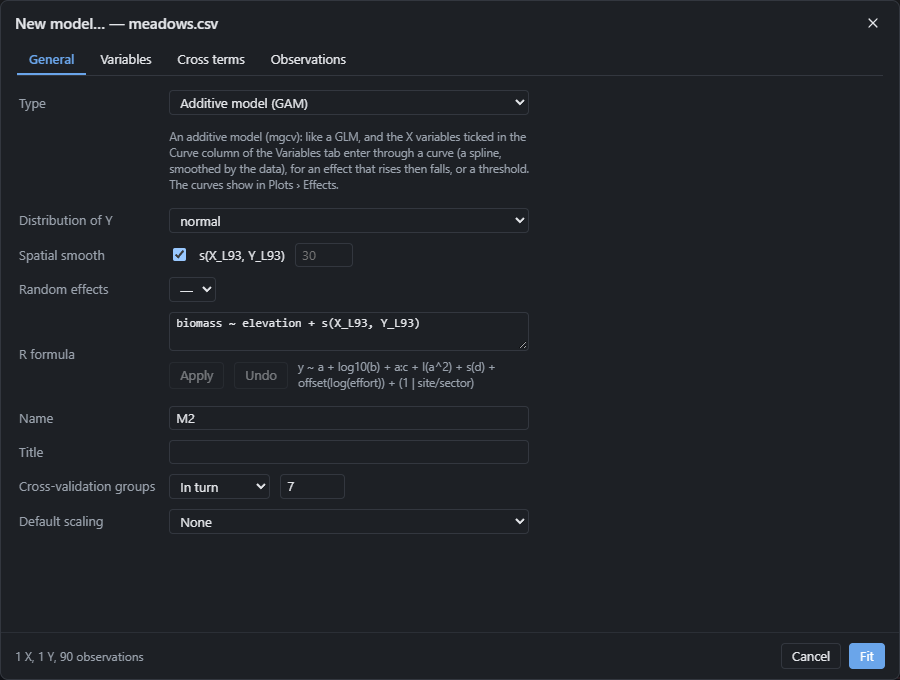 New model... — meadows.csv
General Variables Cross terms Observations
Type Additive model (GAM)
An additive model (mgcv): like a GLM, and the X variables ticked in the
Curve column of the Variables tab enter through a curve (a spline,
smoothed by the data), for an effect that rises then falls, or a threshold.
The curves show in Plots › Effects.
Distribution of Y normal
Spatial smooth s(X_L93, Y_L93) 30
Random effects —
R formula
biomass ~ elevation + s(X_L93, Y_L93)
Apply Undo
y ~ a + log10(b) + a:c + I(a^2) + s(d) +
offset(log(effort)) + (1 | site/sector)
Name M2
Title
Cross-validation groups In turn 7
Default scaling None
1 X, 1 Y, 90 observations Cancel Fit